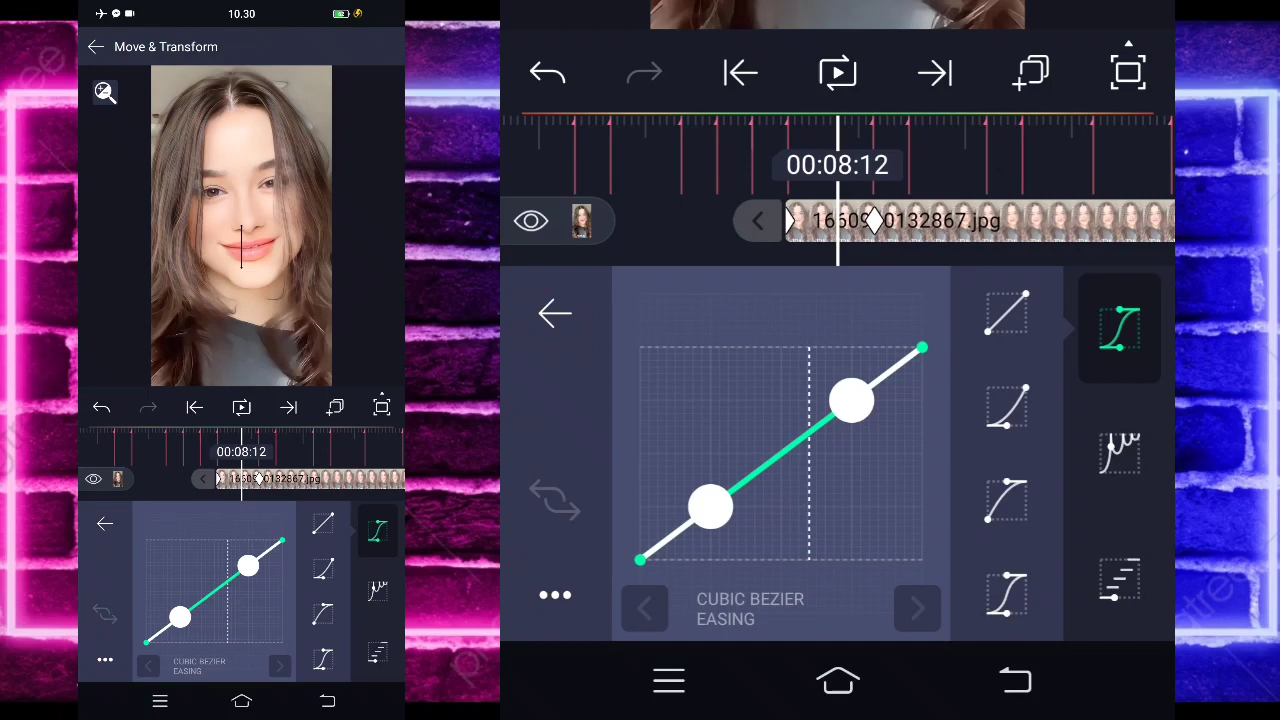 10.30
Move & Transform
00:08:12
0132867.jpg
CUBIC BEZIER
EASING
00:08:12
0132867.jpg
CUBIC BEZIER
EASING